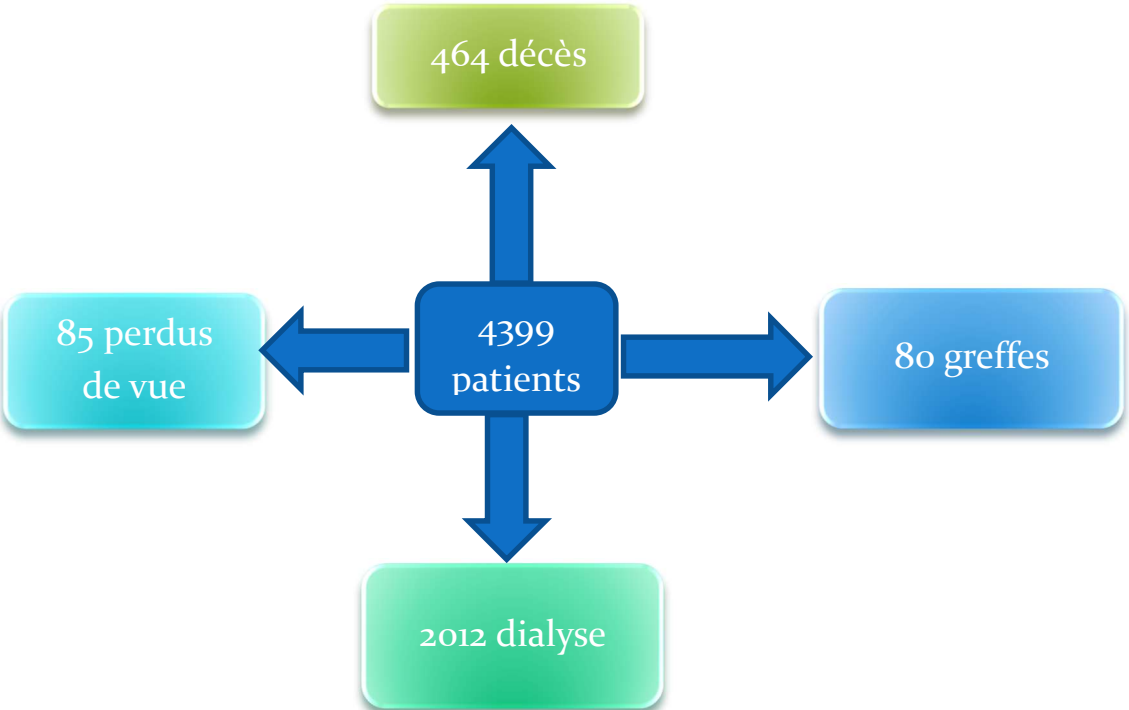 464 décès
85 perdus
de vue
4399
patients
80 greffes
2012 dialyse